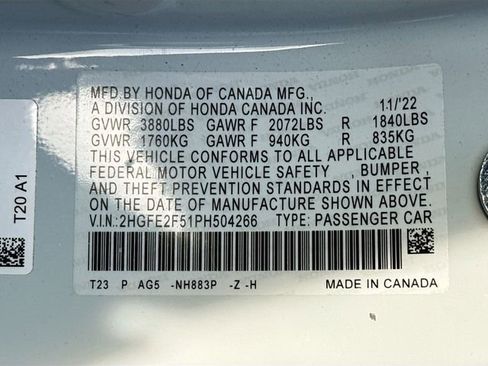 MFD. BY HONDA OF CANADA MFG.,
A DIVISION OF HONDA CANADA INC. 11/22
GVWR 3880LBS GAWR F 2072LBS R 1840LBS
GVWR 1760KG GAWR F 940KG R 835KG
THIS VEHICLE CONFORMS TO ALL APPLICABLE
FEDERAL MOTOR VEHICLE SAFETY , BUMPER ,
AND THEFT PREVENTION STANDARDS IN EFFECT
ON THE DATE OF MANUFACTURE SHOWN ABOVE.
V.I.N.:2HGFE2F51PH504266 TYPE: PASSENGER CAR
T23 P AG5 -NH883P -Z -H MADE IN CANADA
T20 A1